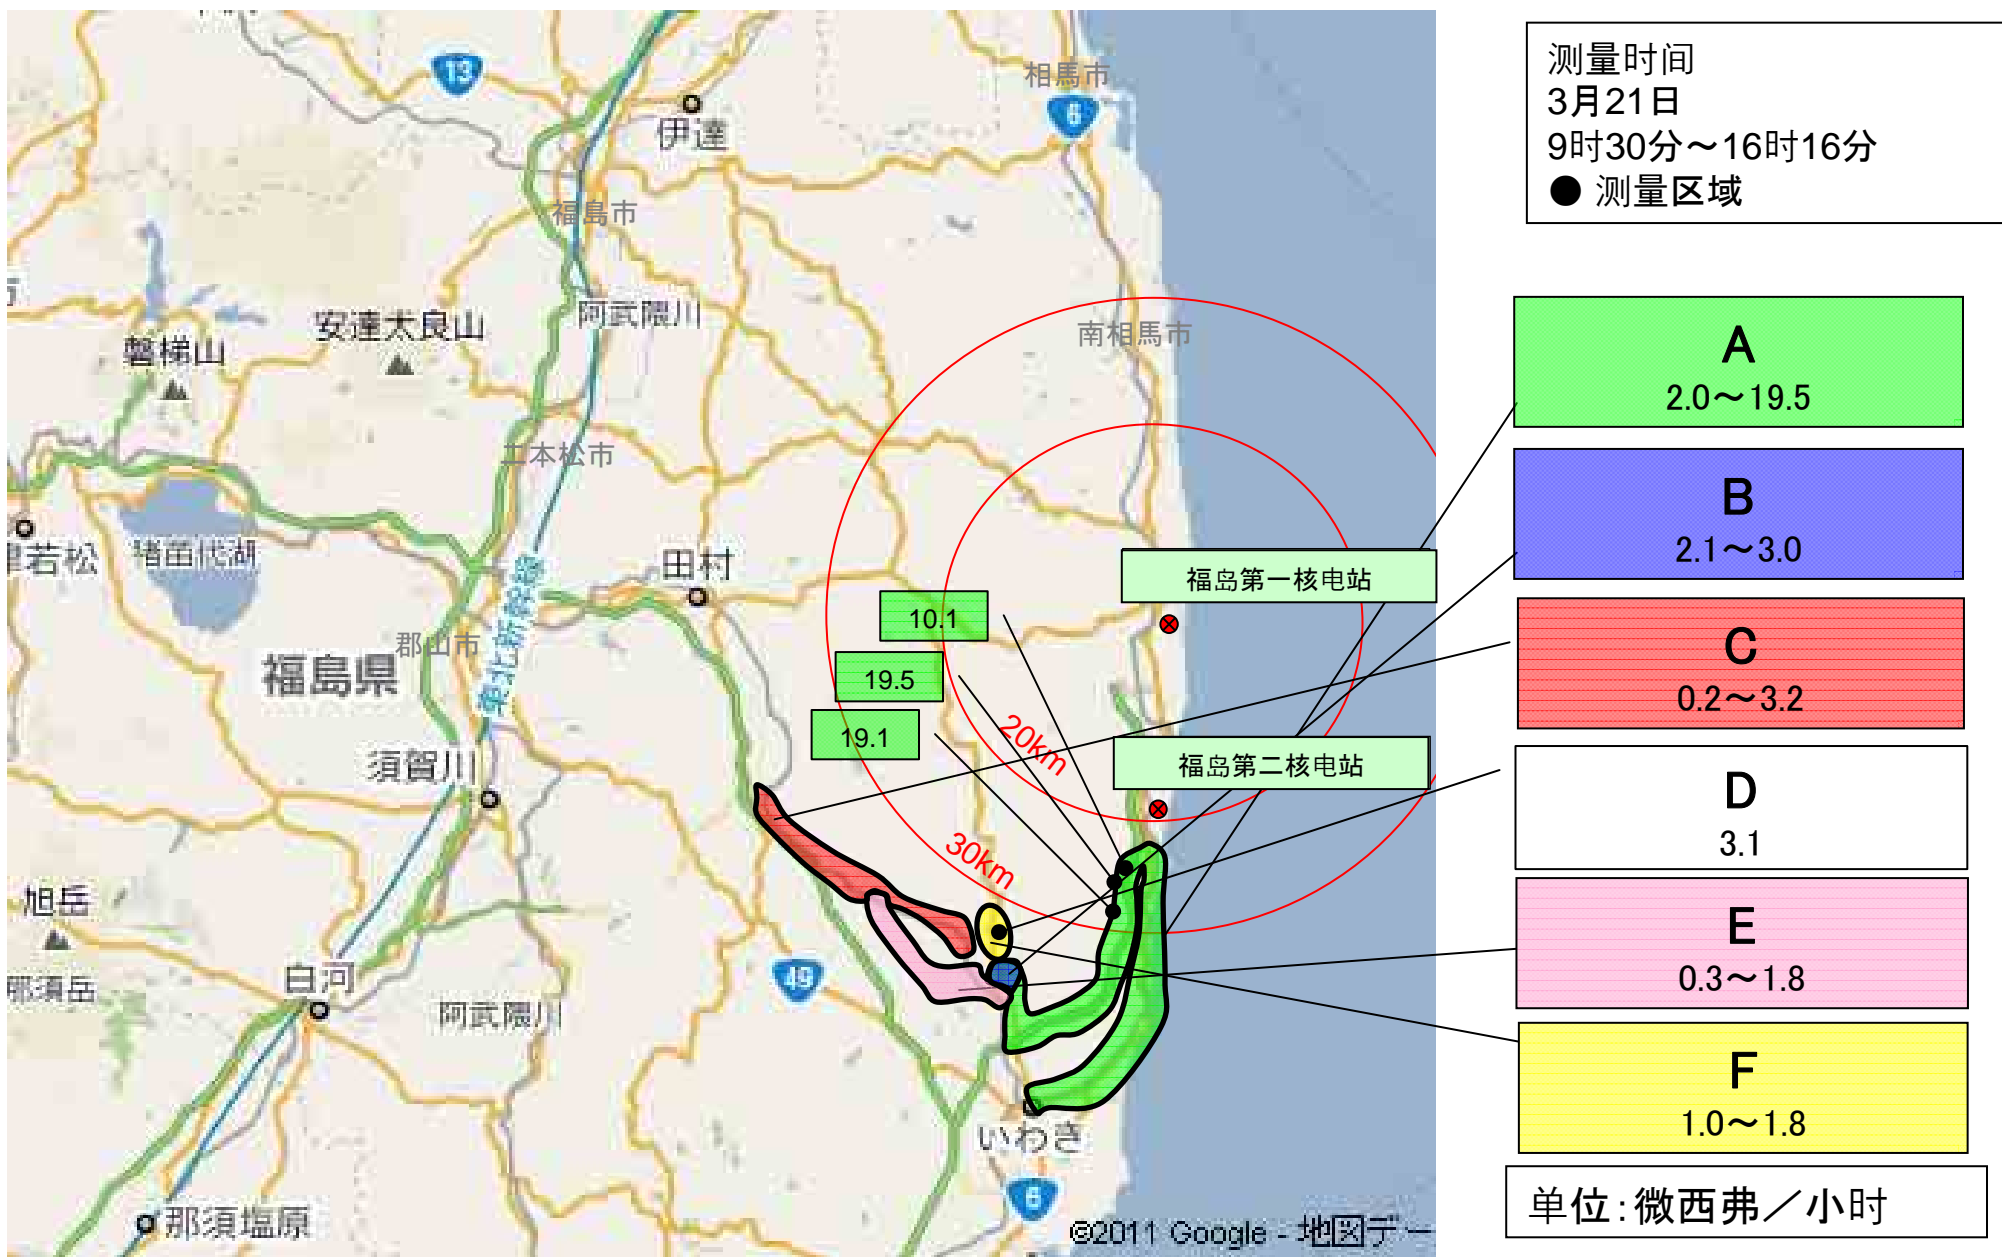 13
相馬市
6
伊達
福島市
阿武隈川
安達太良山
磐梯山
南相馬市
二本松市
若松
猪苗代湖
田村
郡山市
福島県
東北新幹線
須賀川
旭岳
白河
那須岳
阿武隈川
49
いわき
6
那須塩原
©2011 Google - 地図デー
福岛第一核电站
福岛第二核电站
10.1
19.5
19.1
20km
30km
测量时间
3月21日
9时30分～16时16分
● 测量区域
A
2.0～19.5
B
2.1～3.0
C
0.2～3.2
D
3.1
E
0.3～1.8
F
1.0～1.8
单位：微西弗／小时